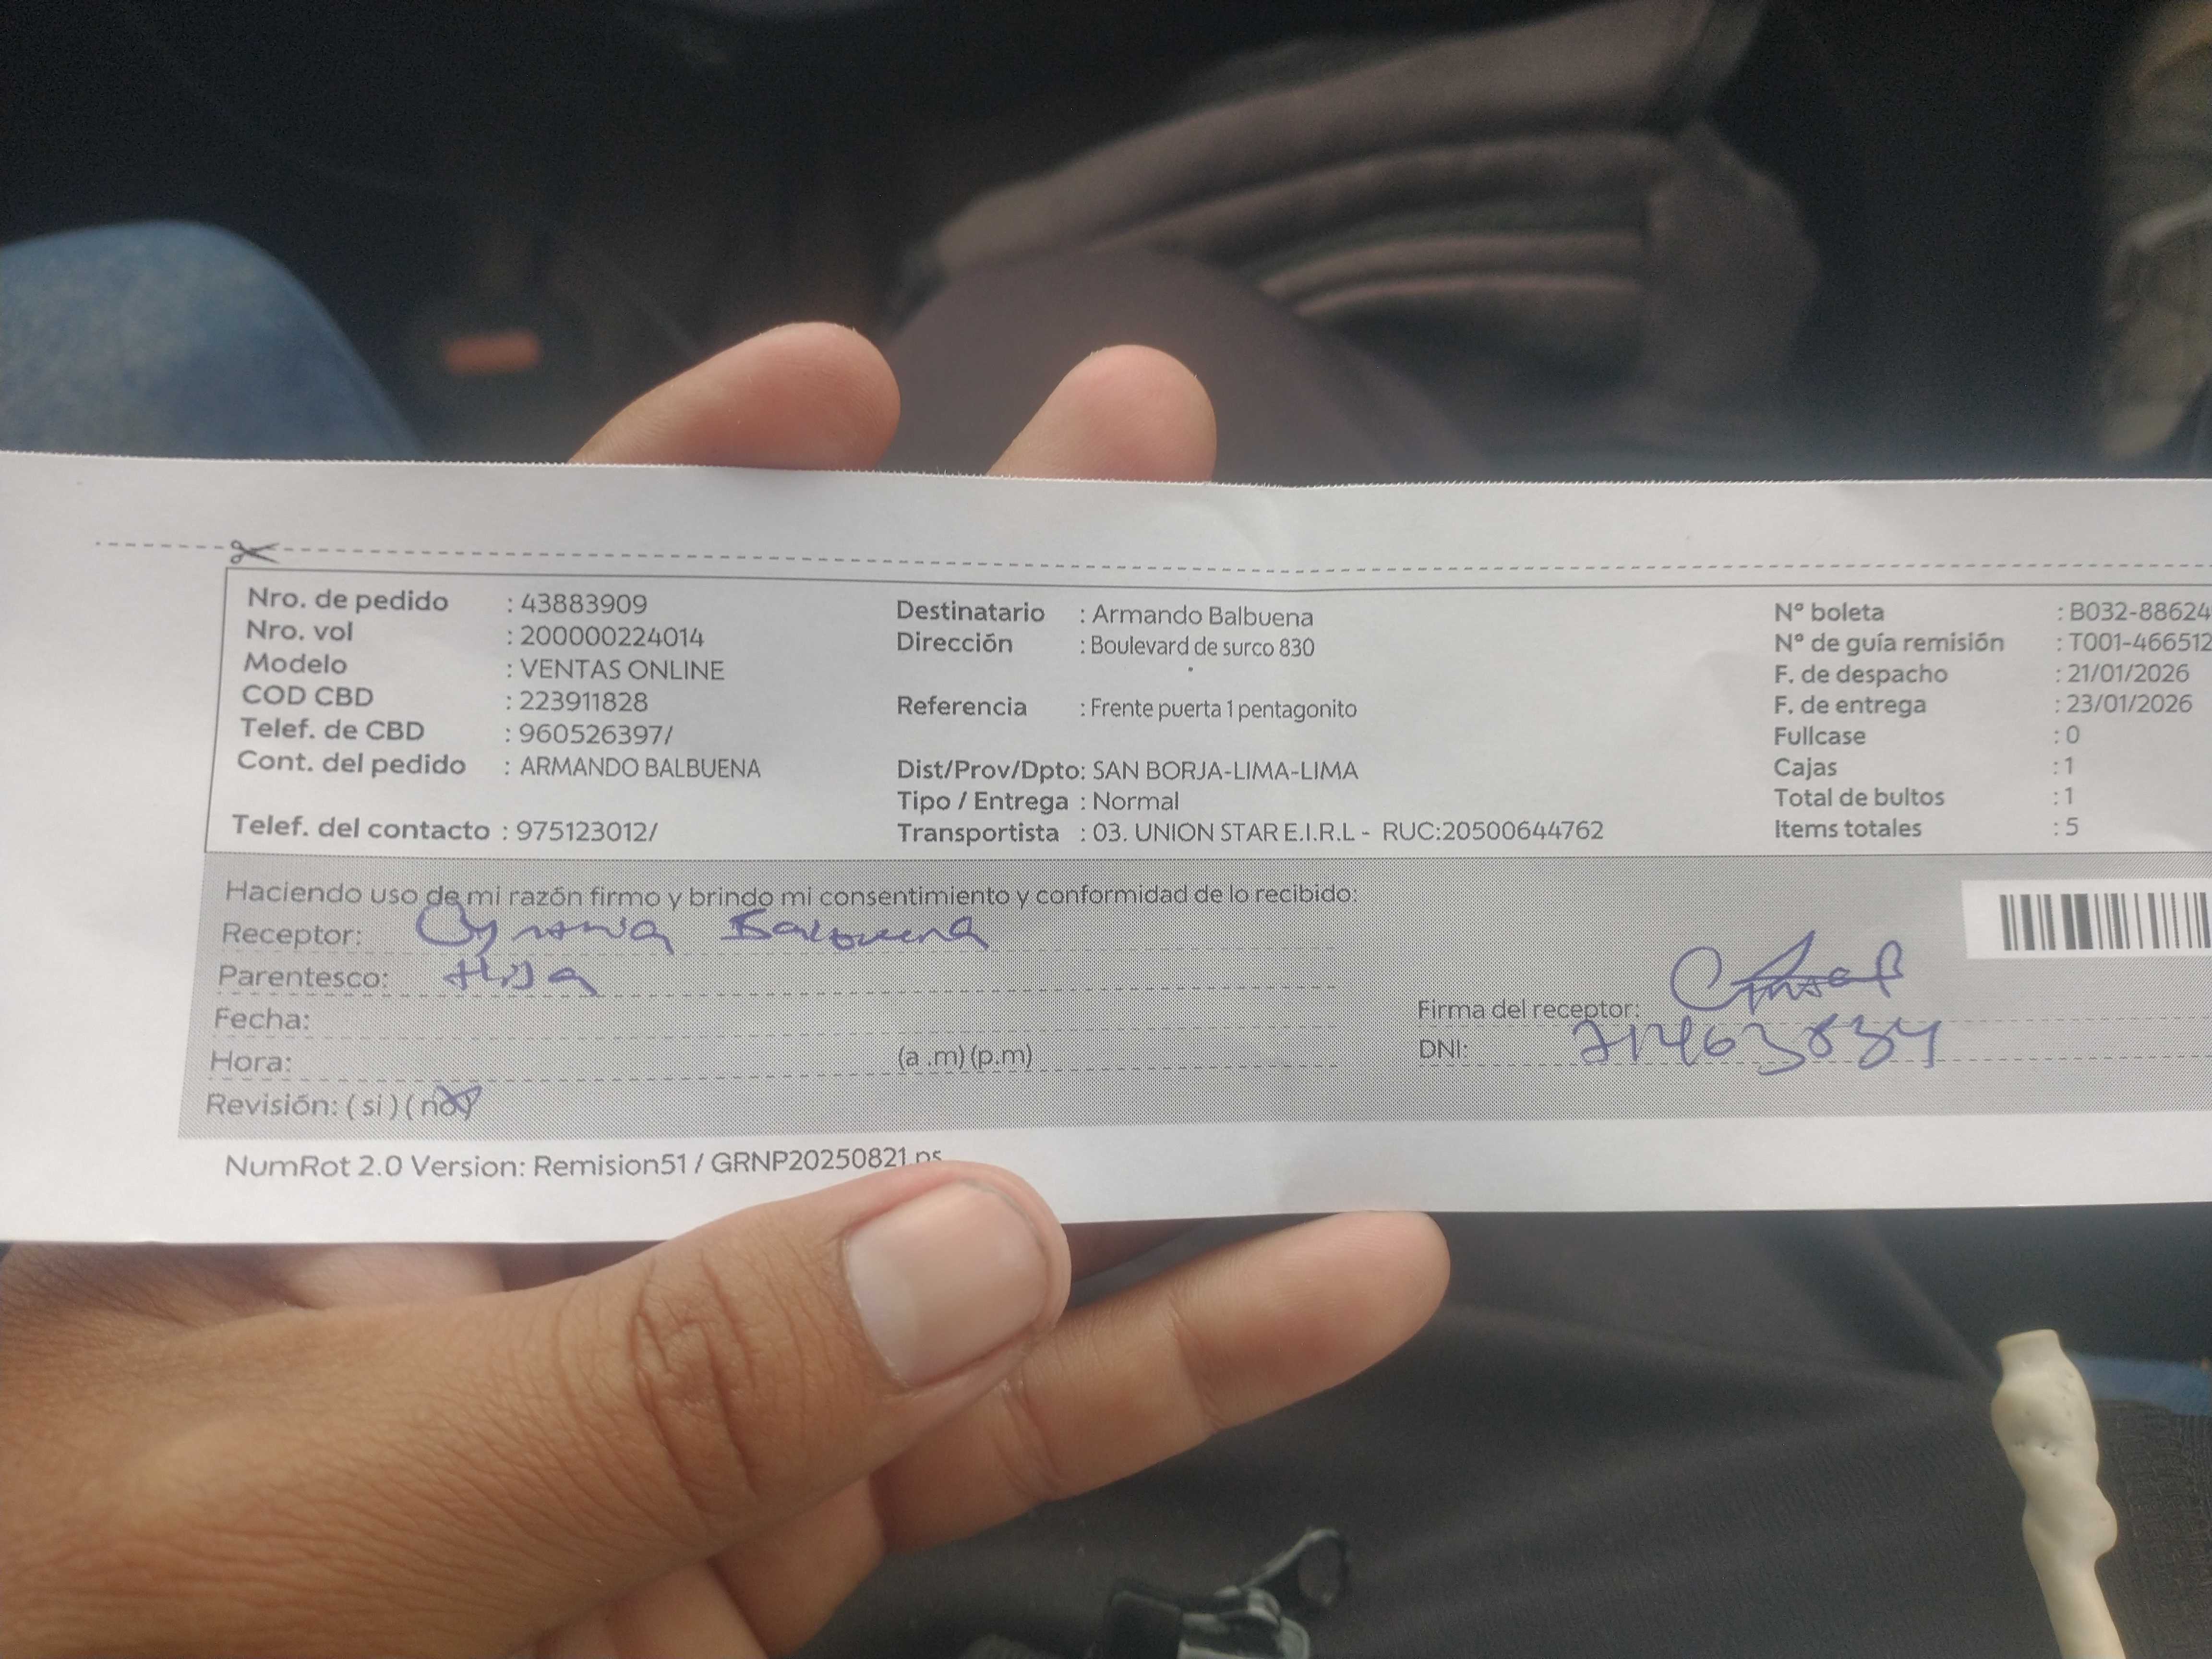 Nro. de pedido : 43883909
Nro. vol : 200000224014
Modelo : VENTAS ONLINE
COD CBD : 223911828
Telef. de CBD : 960526397/
Cont. del pedido : ARMANDO BALBUENA
Telef. del contacto : 975123012/
Destinatario : Armando Balbuena
Dirección : Boulevard de surco 830
Referencia : Frente puerta 1 pentagonito
Dist/Prov/Dpto: SAN BORJA-LIMA-LIMA
Tipo / Entrega : Normal
Transportista : 03. UNION STAR E.I.R.L - RUC:20500644762
Nº boleta : B032-88624
Nº de guía remisión : T001-466512
F. de despacho : 21/01/2026
F. de entrega : 23/01/2026
Fullcase : 0
Cajas : 1
Total de bultos : 1
Items totales : 5
Haciendo uso de mi razón firmo y brindo mi consentimiento y conformidad de lo recibido:
Receptor: Balbuena
Parentesco: Hija
Fecha:
Hora: (a .m) (p.m)
Revisión: ( si ) ( no )
Firma del receptor:
DNI:
NumRot 2.0 Version: Remision51 / GRNP20250821.ps